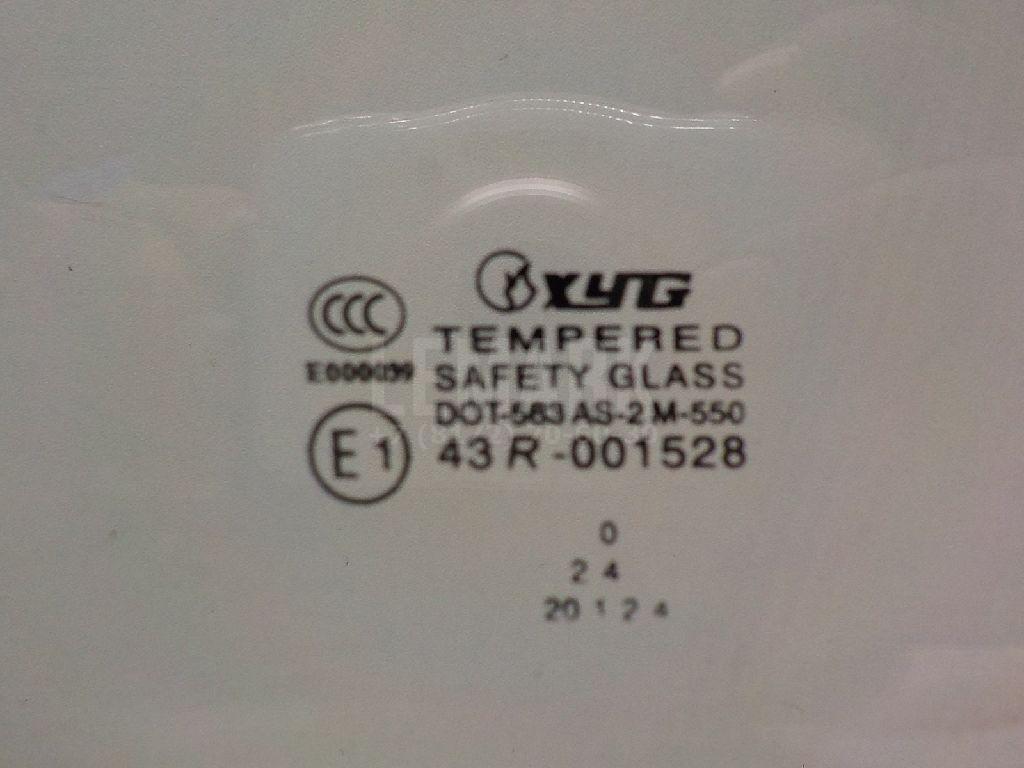 XYG
CCC
TEMPERED
E000039
SAFETY GLASS
DOT-563 AS-2 M-550
E1
43 R -001528
0
2 4
20 1 2 4